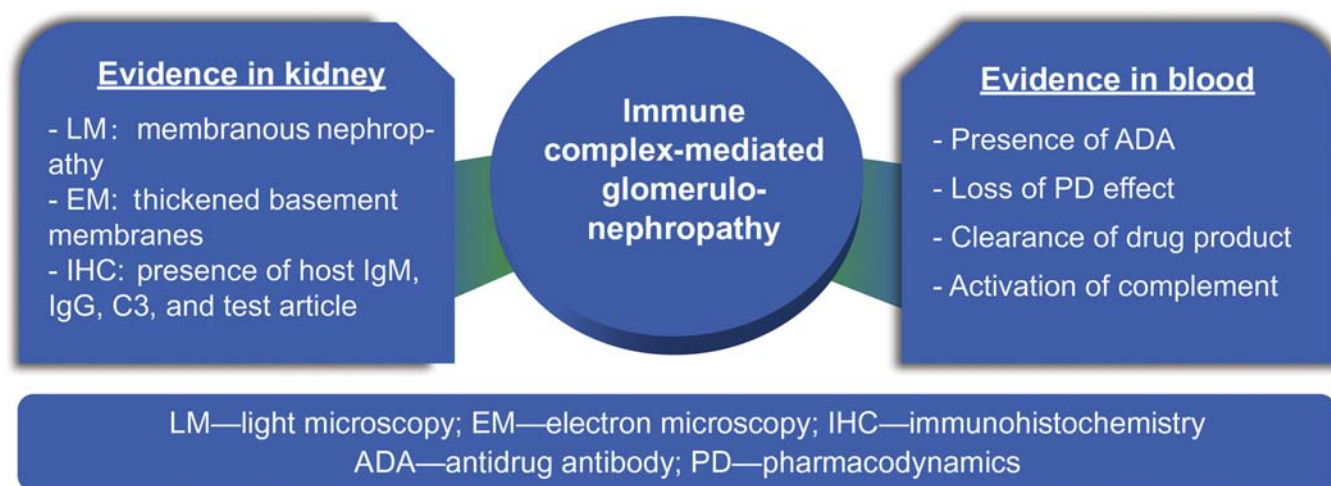 Evidence in kidney
- LM: membranous nephrop-
athy
- EM: thickened basement
membranes
- IHC: presence of host IgM,
IgG, C3, and test article
Immune
complex-mediated
glomerulo-
nephropathy
Evidence in blood
- Presence of ADA
- Loss of PD effect
- Clearance of drug product
- Activation of complement
LM—light microscopy; EM—electron microscopy; IHC—immunohistochemistry
ADA—antidrug antibody; PD—pharmacodynamics